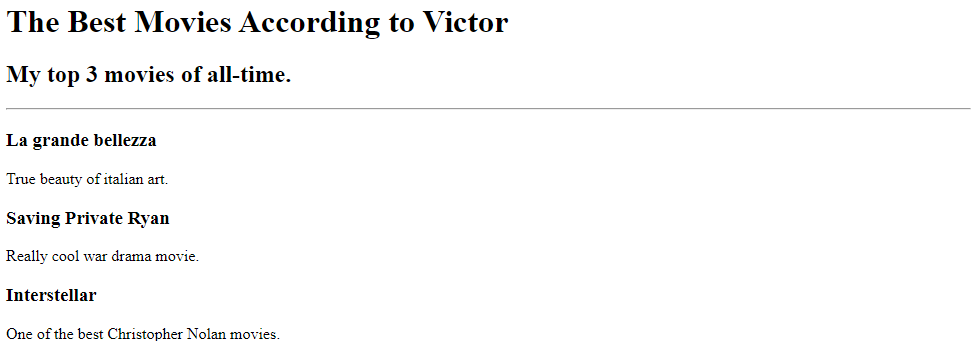 The Best Movies According to Victor
My top 3 movies of all-time.
La grande bellezza
True beauty of italian art.
Saving Private Ryan
Really cool war drama movie.
Interstellar
One of the best Christopher Nolan movies.